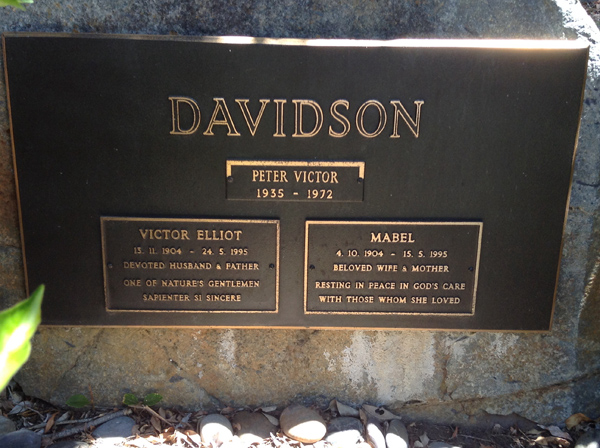 DAVIDSON
PETER VICTOR
1935 - 1972
VICTOR ELLIOT
13. 11. 1904 - 24. 5. 1995
DEVOTED HUSBAND & FATHER
ONE OF NATURE'S GENTLEMEN
SAPIENTER SI SINCERE
MABEL
4. 10. 1904 - 15. 5. 1995
BELOVED WIFE & MOTHER
RESTING IN PEACE IN GOD'S CARE
WITH THOSE WHOM SHE LOVED